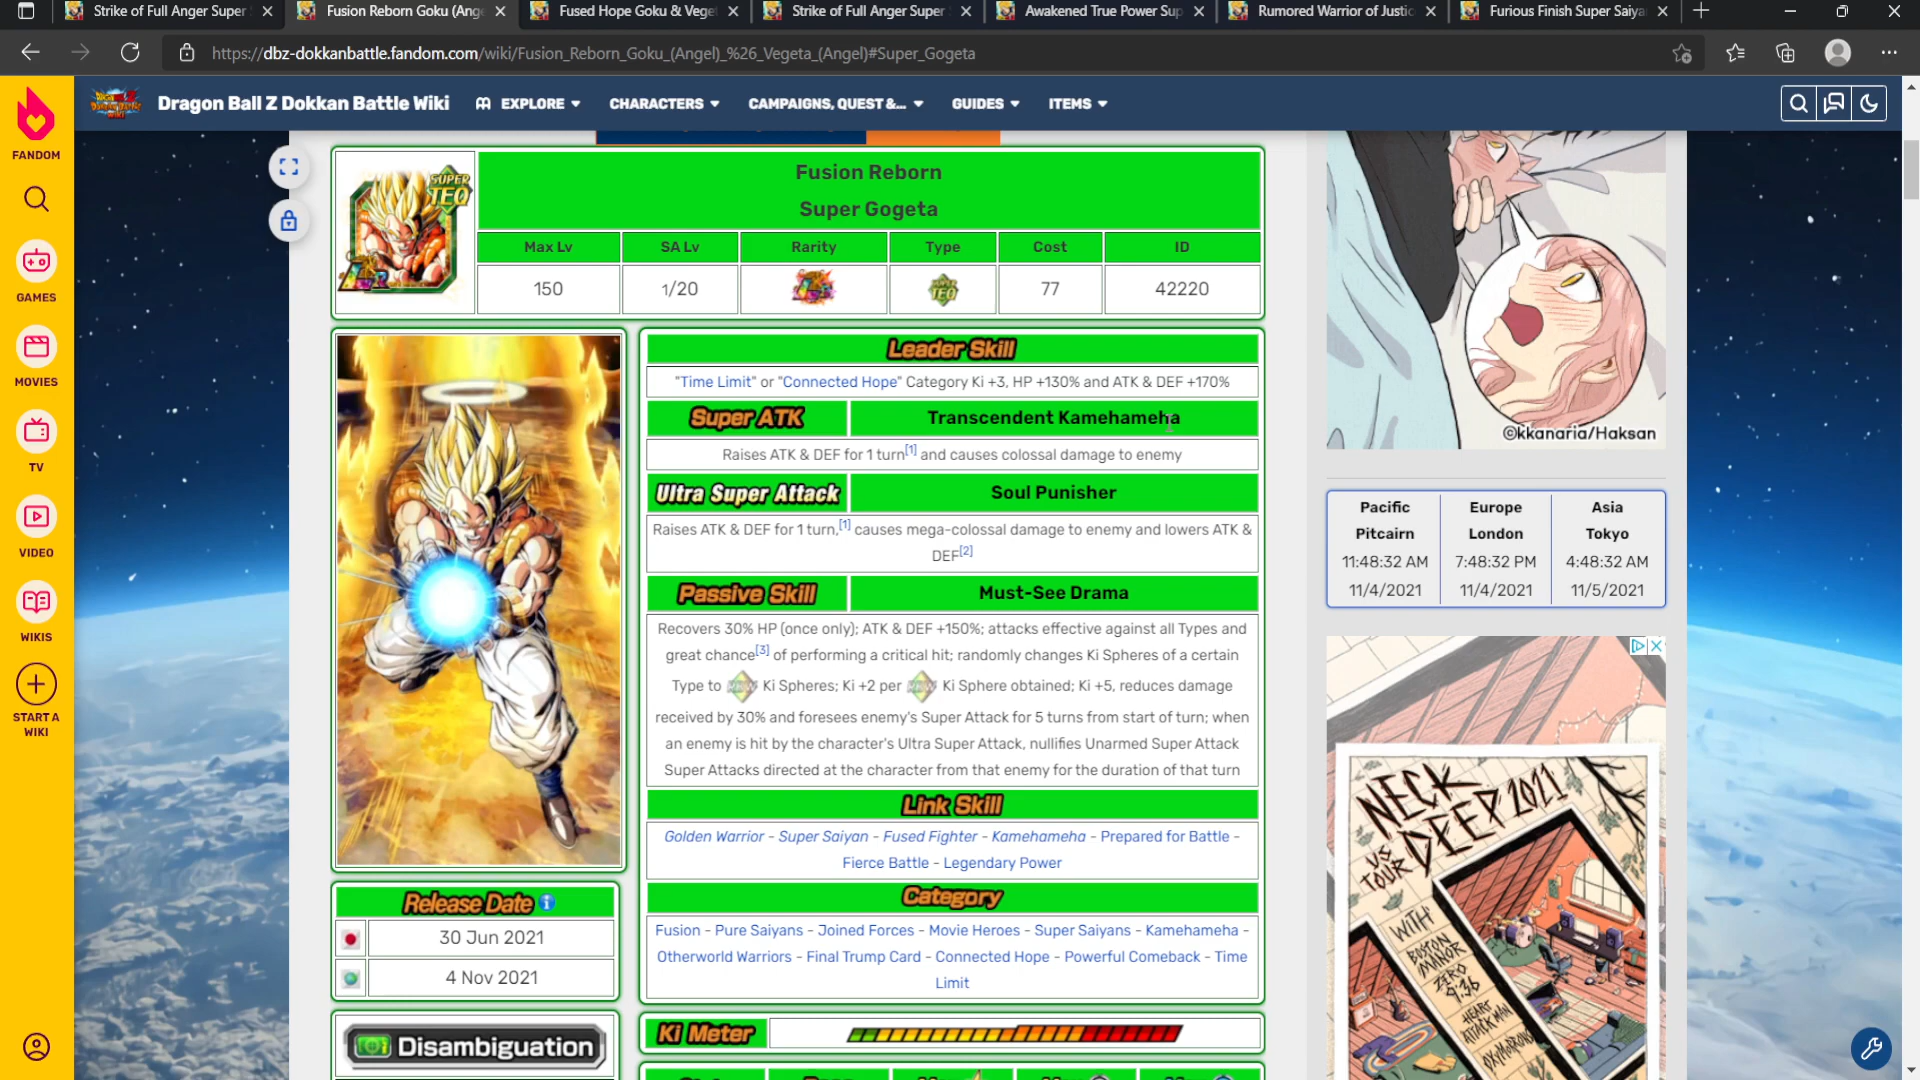 Strike of Full Anger Super
Fusion Reborn Goku (Ang
Fused Hope Goku & Veget
Strike of Full Anger Super
Awakened True Power Sup
Rumored Warrior of Justic
Furious Finish Super Saiya
https://dbz-dokkanbattle.fandom.com/wiki/Fusion_Reborn_Goku_(Angel)_%26_Vegeta_(Angel)#Super_Gogeta
Dragon Ball Z Dokkan Battle Wiki
EXPLORE
CHARACTERS
CAMPAIGNS, QUEST &...
GUIDES
ITEMS
FANDOM
GAMES
MOVIES
TV
VIDEO
WIKIS
START A
WIKI
SUPER
TEQ
Fusion Reborn
Super Gogeta
Max Lv
SA Lv
Rarity
Type
Cost
ID
150
1/20
SUPER
TEQ
77
42220
Leader Skill
"Time Limit" or "Connected Hope" Category Ki +3, HP +130% and ATK & DEF +170%
Super ATK
Transcendent Kamehameha
Raises ATK & DEF for 1 turn[1] and causes colossal damage to enemy
Ultra Super Attack
Soul Punisher
Raises ATK & DEF for 1 turn,[1] causes mega-colossal damage to enemy and lowers ATK &
DEF[2]
Passive Skill
Must-See Drama
Recovers 30% HP (once only); ATK & DEF +150%; attacks effective against all Types and
great chance[3] of performing a critical hit; randomly changes Ki Spheres of a certain
Type to Ki Spheres; Ki +2 per Ki Sphere obtained; Ki +5, reduces damage
received by 30% and foresees enemy's Super Attack for 5 turns from start of turn; when
an enemy is hit by the character's Ultra Super Attack, nullifies Unarmed Super Attack
Super Attacks directed at the character from that enemy for the duration of that turn
Link Skill
Golden Warrior - Super Saiyan - Fused Fighter - Kamehameha - Prepared for Battle -
Fierce Battle - Legendary Power
Category
Fusion - Pure Saiyans - Joined Forces - Movie Heroes - Super Saiyans - Kamehameha -
Otherworld Warriors - Final Trump Card - Connected Hope - Powerful Comeback - Time
Limit
Ki Meter
Release Date
30 Jun 2021
4 Nov 2021
Disambiguation
©kkanaria/Haksan
Pacific
Pitcairn
11:48:32 AM
11/4/2021
Europe
London
7:48:32 PM
11/4/2021
Asia
Tokyo
4:48:32 AM
11/5/2021
NECK
DEEP 2021
US
TOUR
WITH
BOSTON
MANOR
ZERO
9:36
HEART
ATTACK MAN
OXYMORRONS